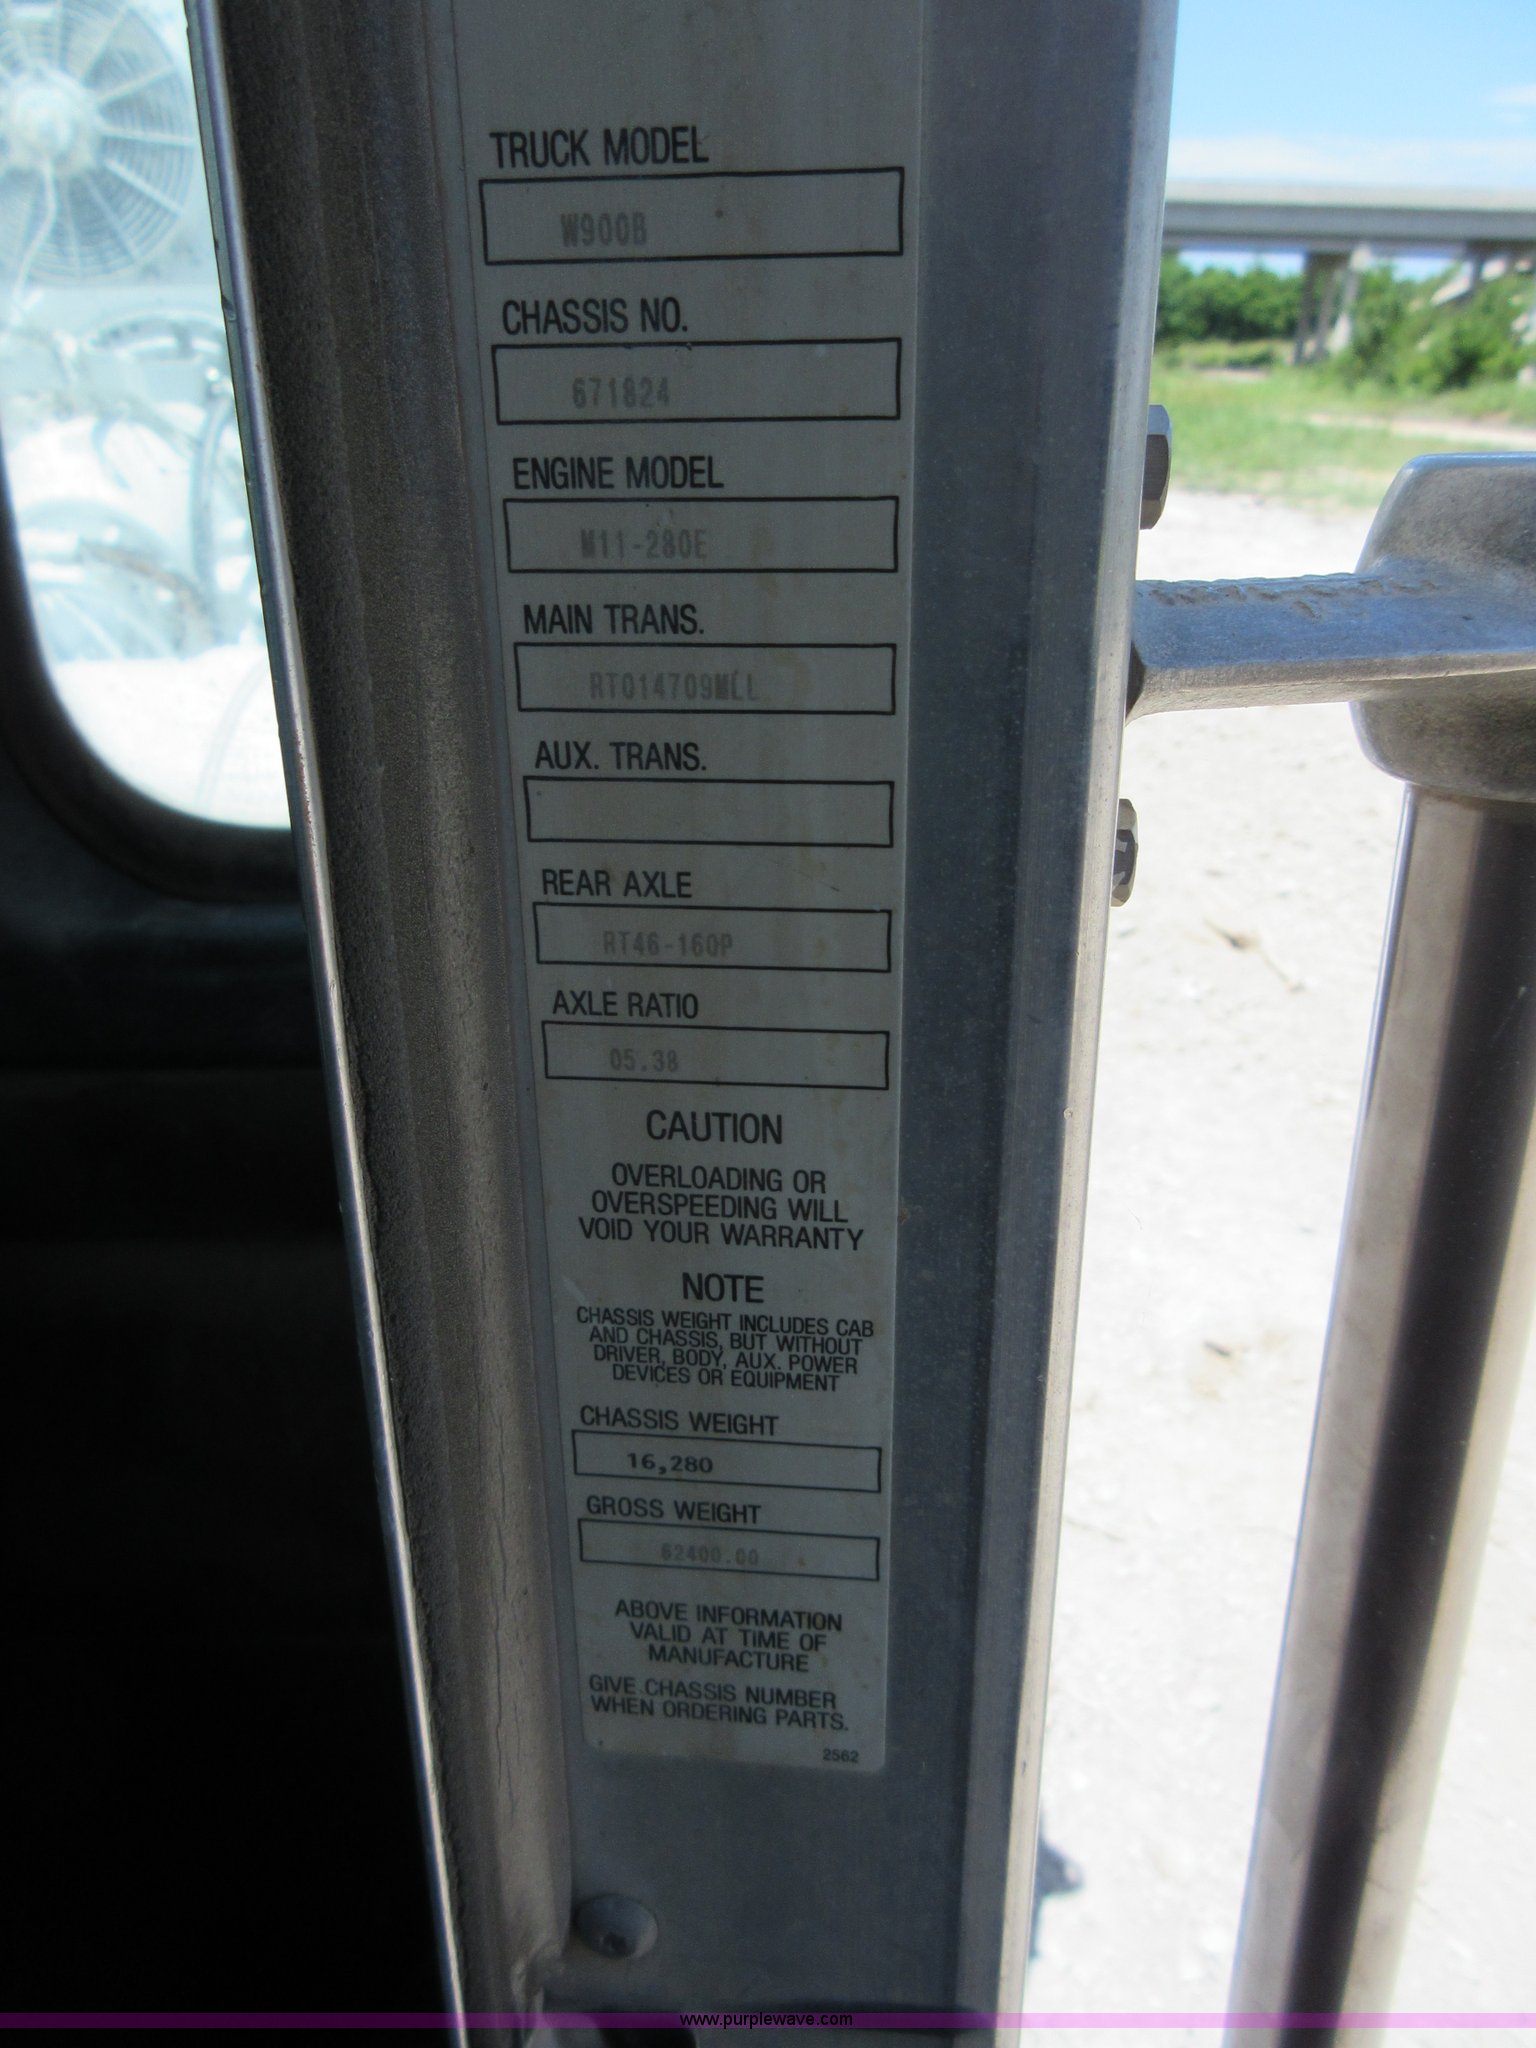 TRUCK MODEL
W900B
CHASSIS NO.
671824
ENGINE MODEL
M11-280E
MAIN TRANS.
RTO14709MLL
AUX. TRANS.
REAR AXLE
RT46-160P
AXLE RATIO
05.38
CAUTION
OVERLOADING OR
OVERSPEEDING WILL
VOID YOUR WARRANTY
NOTE
CHASSIS WEIGHT INCLUDES CAB
AND CHASSIS, BUT WITHOUT
DRIVER, BODY, AUX. POWER
DEVICES OR EQUIPMENT
CHASSIS WEIGHT
16,280
GROSS WEIGHT
62400.00
ABOVE INFORMATION
VALID AT TIME OF
MANUFACTURE
GIVE CHASSIS NUMBER
WHEN ORDERING PARTS.
2562
www.purplewave.com